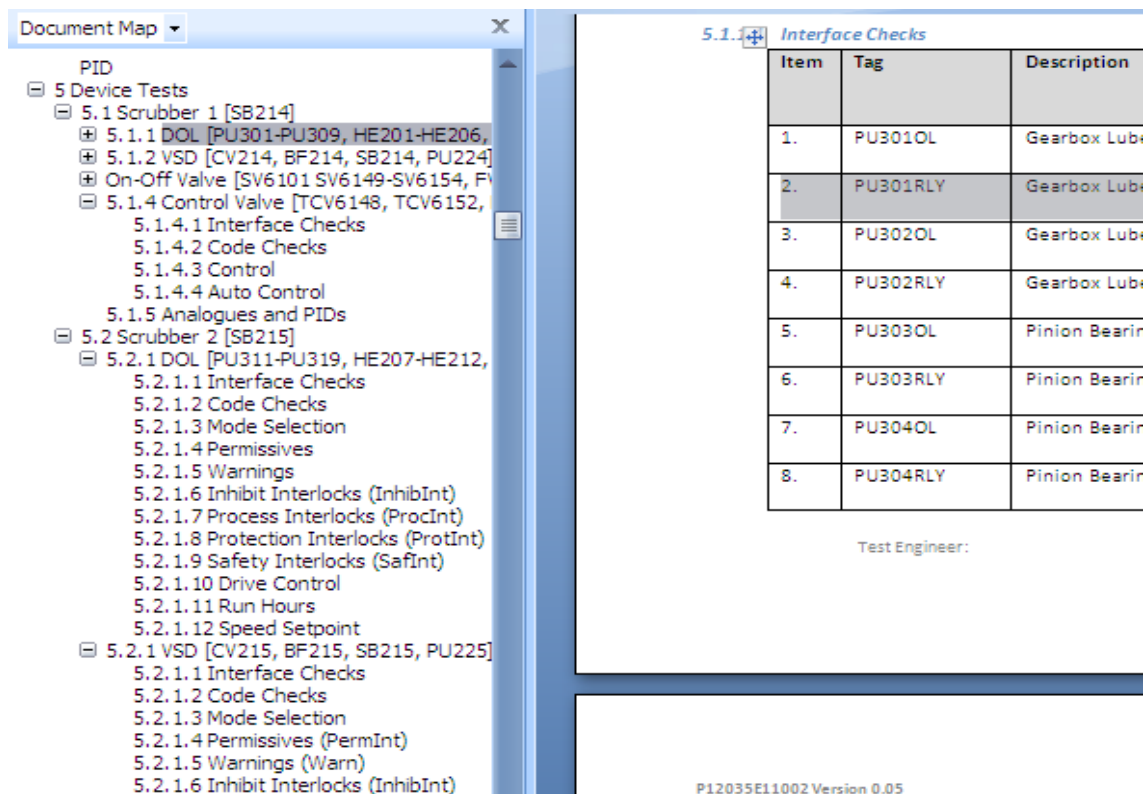 Document Map
PID
5 Device Tests
5.1 Scrubber 1 [SB214]
5.1.1 DOL [PU301-PU309, HE201-HE206,
5.1.2 VSD [CV214, BF214, SB214, PU224]
On-Off Valve [SV6101 SV6149-SV6154, FV
5.1.4 Control Valve [TCV6148, TCV6152,
5.1.4.1 Interface Checks
5.1.4.2 Code Checks
5.1.4.3 Control
5.1.4.4 Auto Control
5.1.5 Analogues and PIDs
5.2 Scrubber 2 [SB215]
5.2.1 DOL [PU311-PU319, HE207-HE212,
5.2.1.1 Interface Checks
5.2.1.2 Code Checks
5.2.1.3 Mode Selection
5.2.1.4 Permissives
5.2.1.5 Warnings
5.2.1.6 Inhibit Interlocks (InhibInt)
5.2.1.7 Process Interlocks (ProcInt)
5.2.1.8 Protection Interlocks (ProtInt)
5.2.1.9 Safety Interlocks (SafInt)
5.2.1.10 Drive Control
5.2.1.11 Run Hours
5.2.1.12 Speed Setpoint
5.2.1 VSD [CV215, BF215, SB215, PU225]
5.2.1.1 Interface Checks
5.2.1.2 Code Checks
5.2.1.3 Mode Selection
5.2.1.4 Permissives (PermInt)
5.2.1.5 Warnings (Warn)
5.2.1.6 Inhibit Interlocks (InhibInt)
5.1.1 Interface Checks
Item Tag Description
1. PU301OL Gearbox Lube
2. PU301RLY Gearbox Lube
3. PU302OL Gearbox Lube
4. PU302RLY Gearbox Lube
5. PU303OL Pinion Bearin
6. PU303RLY Pinion Bearin
7. PU304OL Pinion Bearin
8. PU304RLY Pinion Bearin
Test Engineer:
P12035E11002 Version 0.05